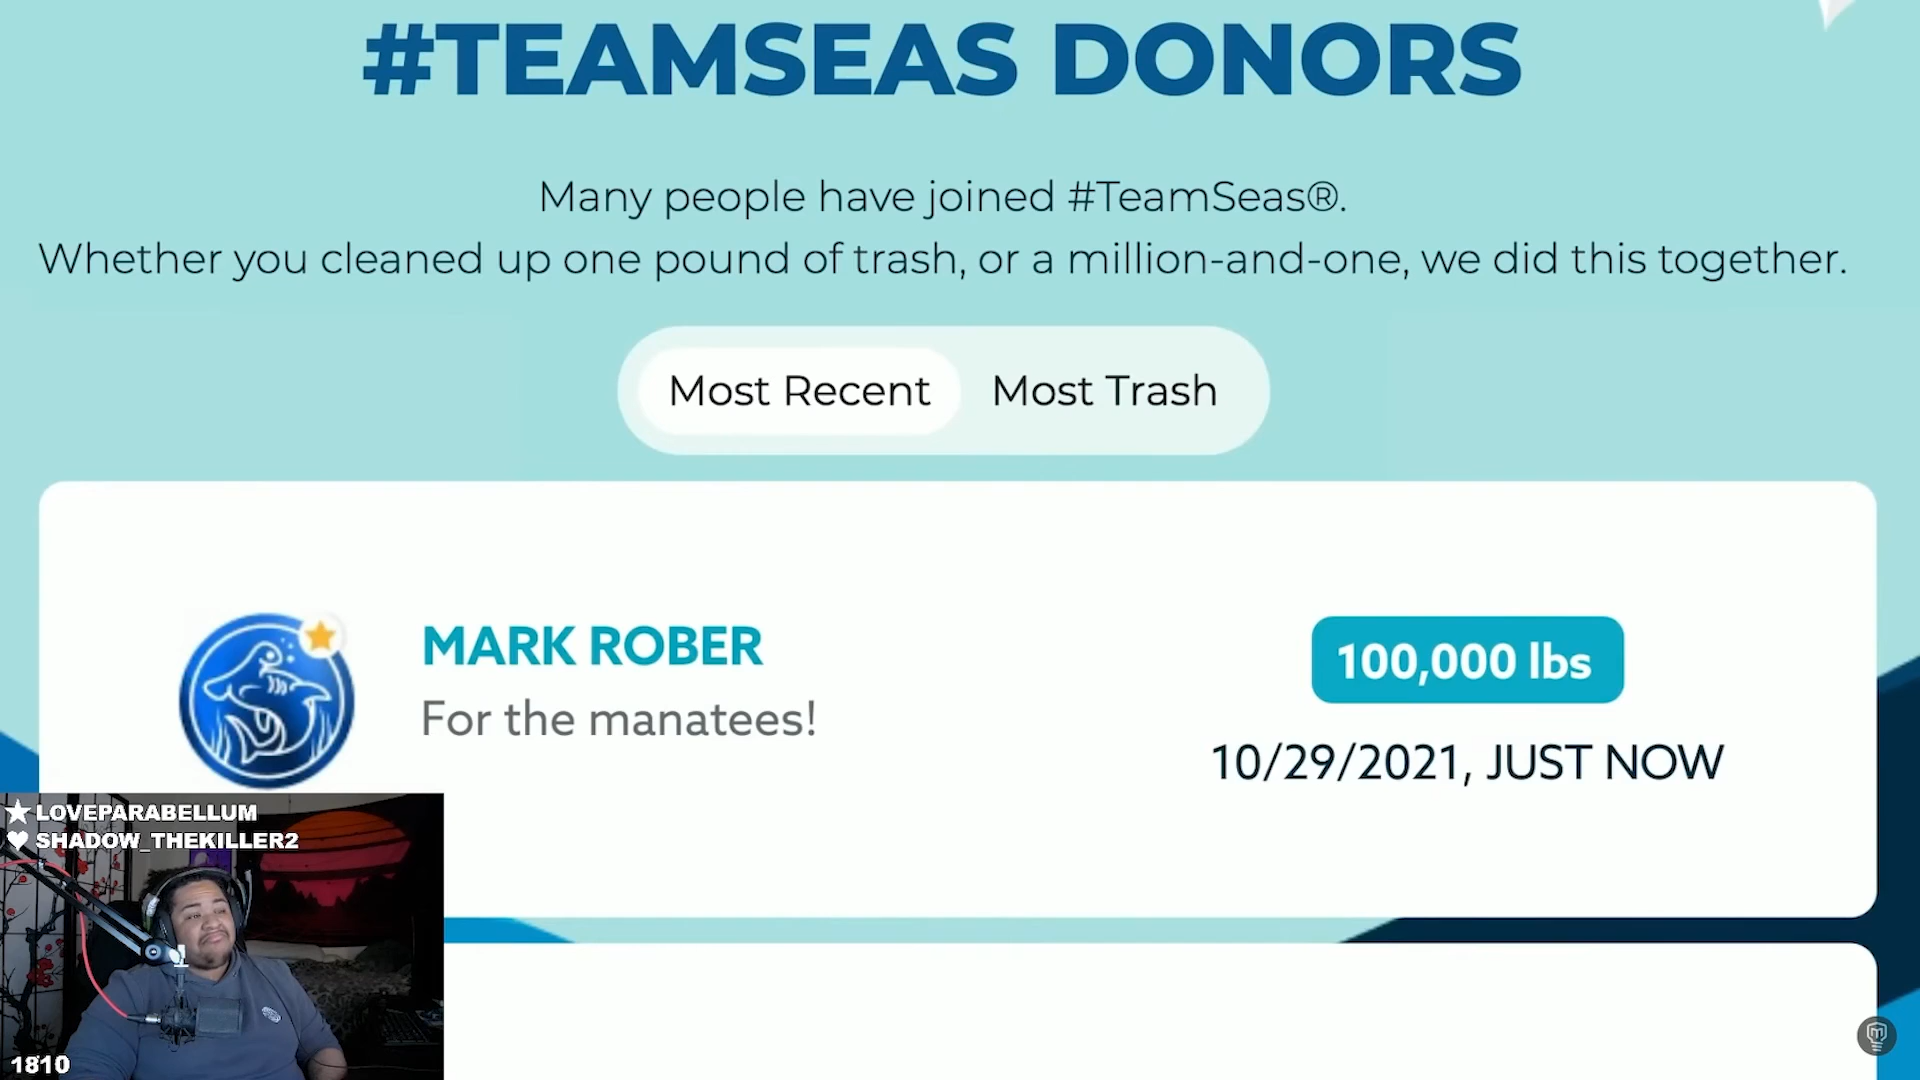 #TEAMSEAS DONORS
Many people have joined #TeamSeas®.
Whether you cleaned up one pound of trash, or a million-and-one, we did this together.
Most Recent Most Trash
MARK ROBER
For the manatees!
100,000 lbs
10/29/2021, JUST NOW
★ LOVEPARABELLUM
♥ SHADOW_THEKILLER2
1810